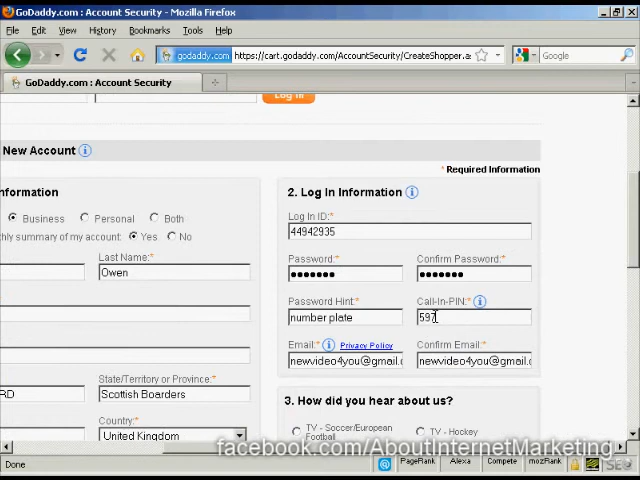 GoDaddy.com : Account Security - Mozilla Firefox
File Edit View History Bookmarks Tools Help
godaddy.com https://cart.godaddy.com/AccountSecurity/CreateShopper.as Google
GoDaddy.com : Account Security
Log In
New Account
* Required Information
nformation
2. Log In Information
Business Personal Both
Log In ID:*
44942935
thly summary of my account: Yes No
Last Name:*
Owen
Password:* Confirm Password:*
Password Hint:* Call-In-PIN:*
number plate 597
Email:* Privacy Policy Confirm Email:*
newvideo4you@gmail.c newvideo4you@gmail.c
State/Territory or Province:*
RD Scottish Boarders
3. How did you hear about us?
Country:*
United Kingdom
TV - Soccer/European Football
TV - Hockey
facebook.com/AboutInternetMarketing
Done PageRank Alexa Compete mozRank SEO